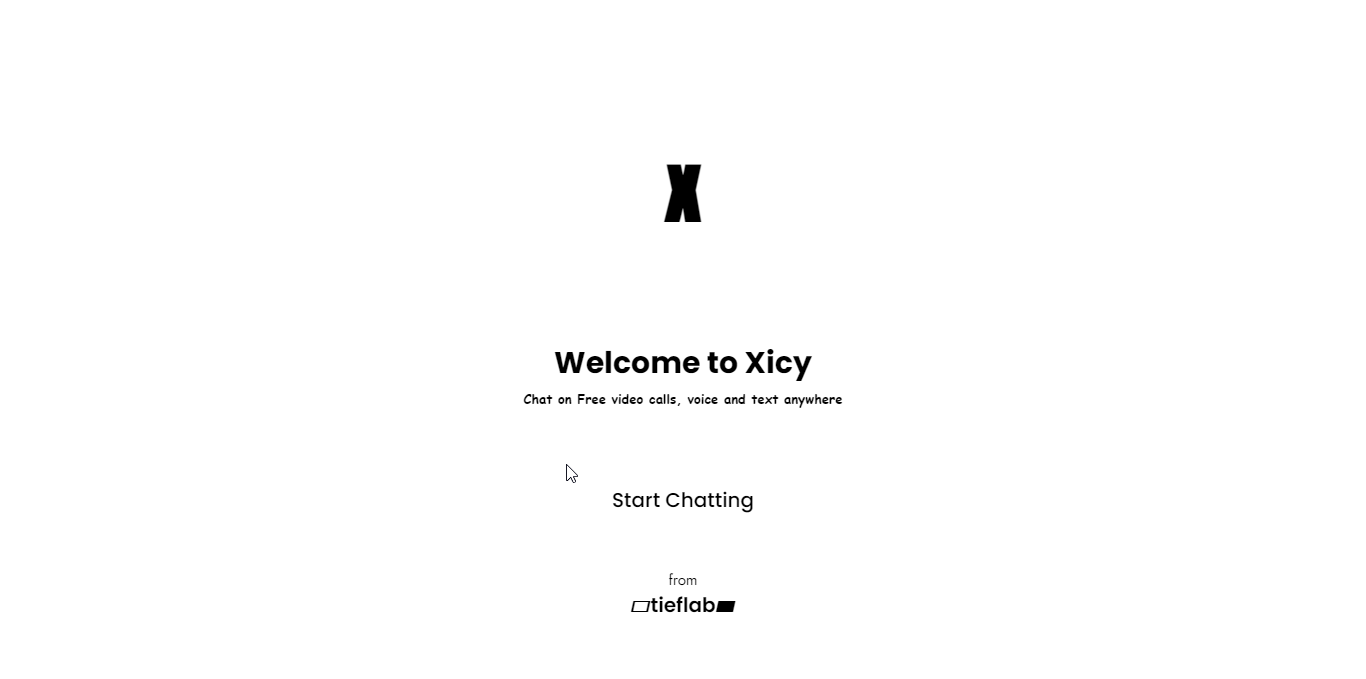 X
Welcome to Xicy
Chat on Free video calls, voice and text anywhere
Start Chatting
from
tieflab